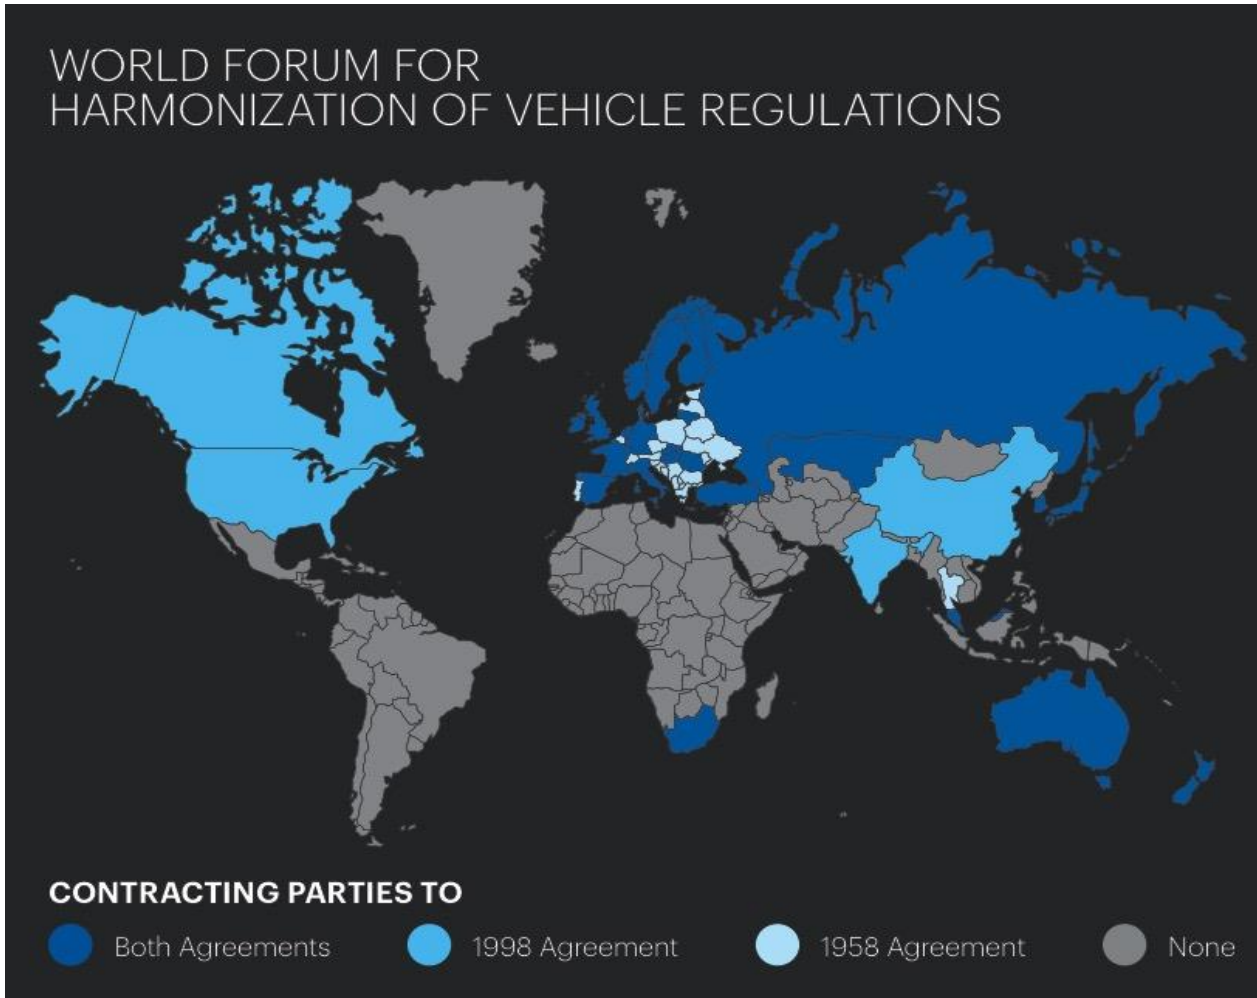 WORLD FORUM FOR
HARMONIZATION OF VEHICLE REGULATIONS
CONTRACTING PARTIES TO
Both Agreements
1998 Agreement
1958 Agreement
None